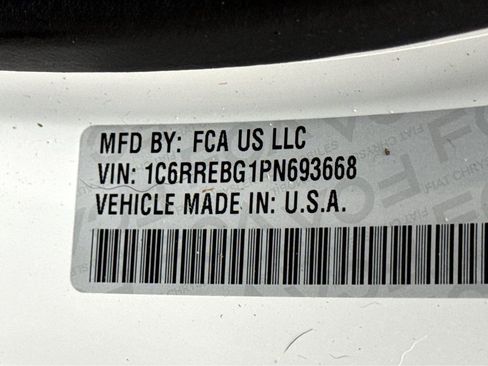 MFD BY: FCA US LLC
VIN: 1C6RREBG1PN693668
VEHICLE MADE IN: U.S.A.